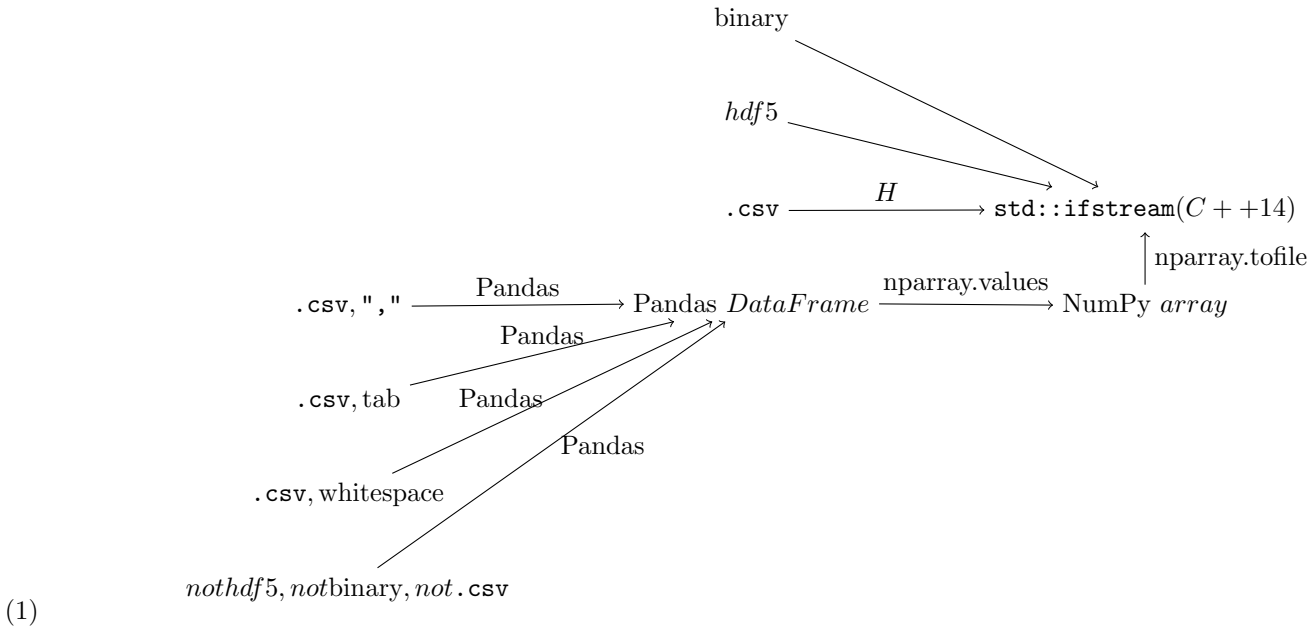 binary
hdf5
.csv
H
std::ifstream(C + +14)
nparray.tofile
.csv, ","
Pandas
Pandas DataFrame
nparray.values
NumPy array
Pandas
.csv, tab
Pandas
Pandas
.csv, whitespace
nothdf5, notbinary, not.csv
(1)